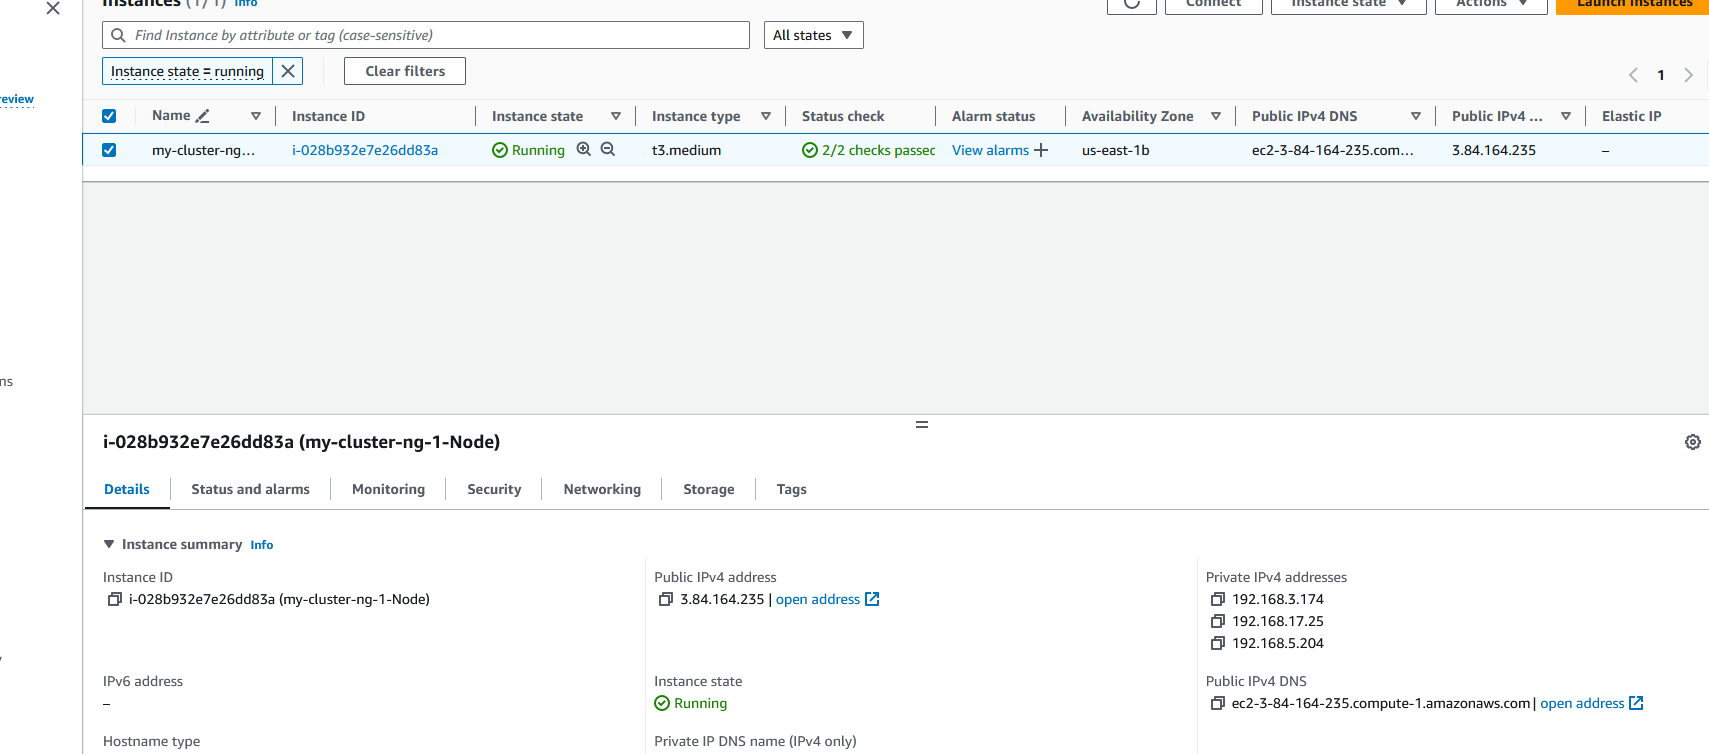 Instances (1/1) Info
Connect
Instance state
Actions
Launch instances
Find Instance by attribute or tag (case-sensitive)
All states
Instance state = running
Clear filters
1
review
Name
Instance ID
Instance state
Instance type
Status check
Alarm status
Availability Zone
Public IPv4 DNS
Public IPv4 ...
Elastic IP
my-cluster-ng...
i-028b932e7e26dd83a
Running
t3.medium
2/2 checks passec
View alarms
us-east-1b
ec2-3-84-164-235.com...
3.84.164.235
–
ns
i-028b932e7e26dd83a (my-cluster-ng-1-Node)
Details
Status and alarms
Monitoring
Security
Networking
Storage
Tags
Instance summary Info
Instance ID
i-028b932e7e26dd83a (my-cluster-ng-1-Node)
Public IPv4 address
3.84.164.235 | open address
Private IPv4 addresses
192.168.3.174
192.168.17.25
192.168.5.204
IPv6 address
–
Instance state
Running
Public IPv4 DNS
ec2-3-84-164-235.compute-1.amazonaws.com | open address
Hostname type
Private IP DNS name (IPv4 only)